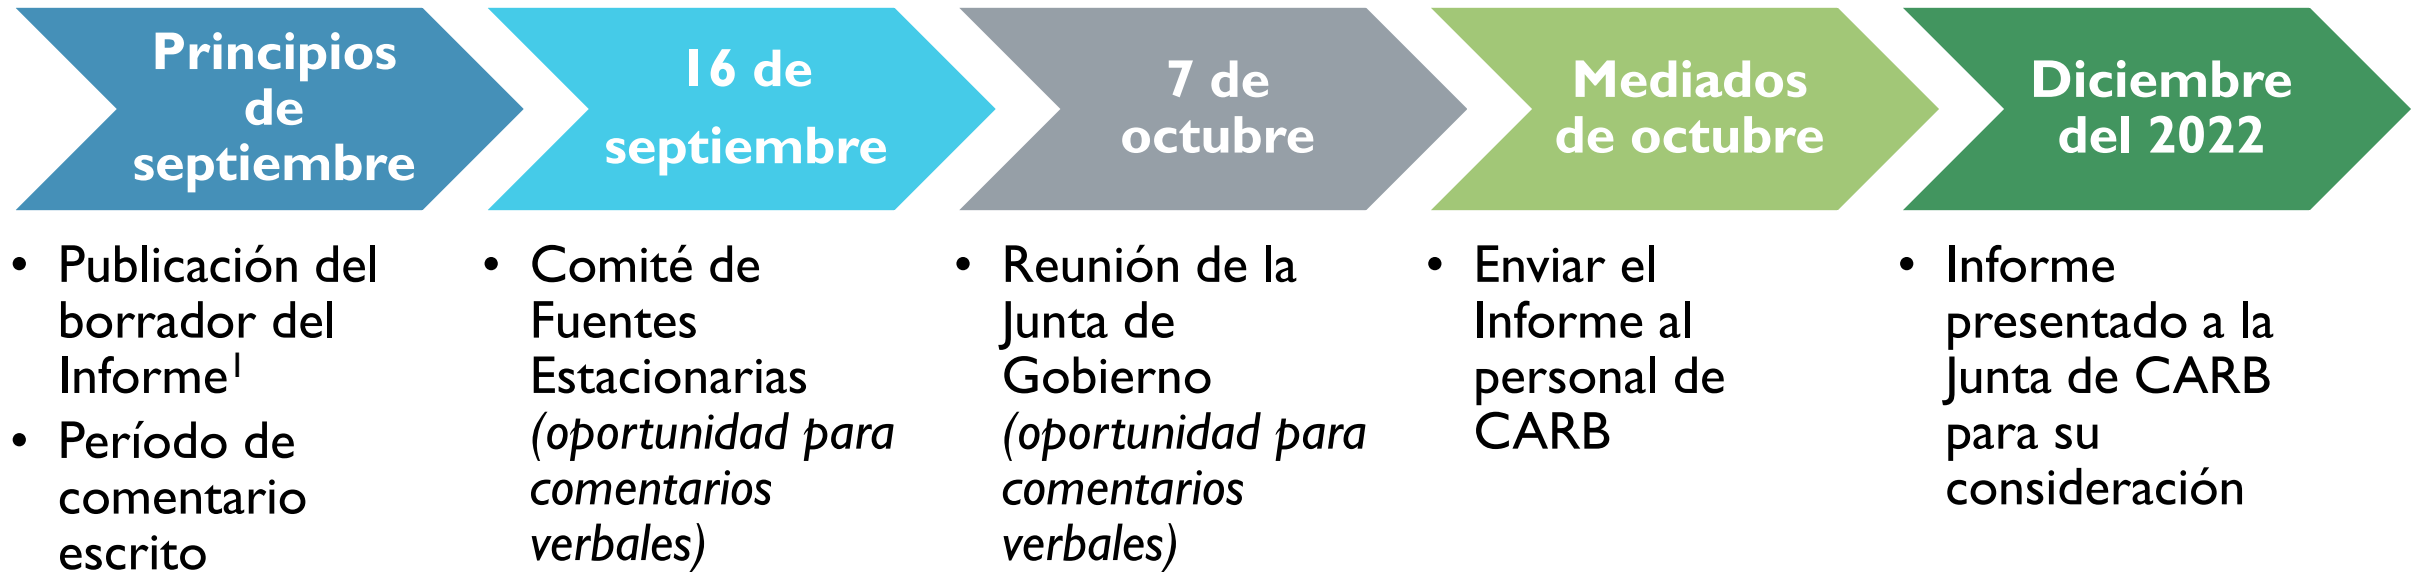 Principios
de
septiembre
16 de
septiembre
7 de
octubre
Mediados
de octubre
Diciembre
del 2022
• Publicación del
borrador del
Informe¹
• Período de
comentario
escrito
• Comité de
Fuentes
Estacionarias
(oportunidad para
comentarios
verbales)
• Reunión de la
Junta de
Gobierno
(oportunidad para
comentarios
verbales)
• Enviar el
Informe al
personal de
CARB
• Informe
presentado a la
Junta de CARB
para su
consideración